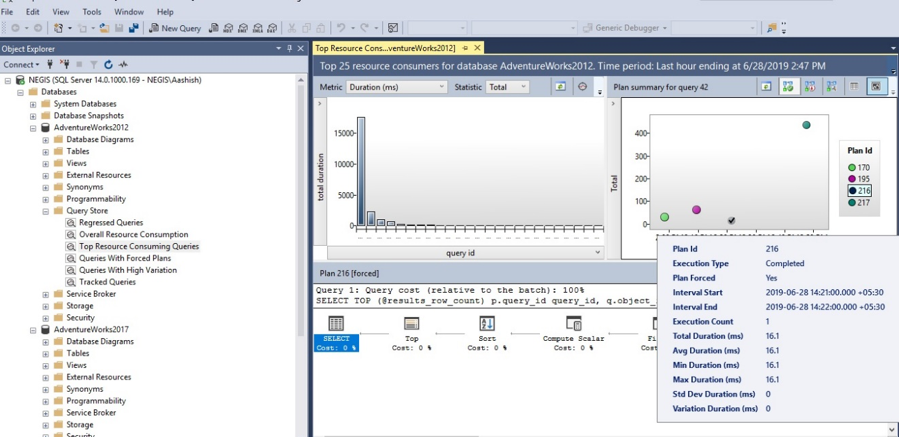 File Edit View Tools Window Help
New Query
Generic Debugger
Object Explorer
Connect
NEGIS (SQL Server 14.0.1000.169 - NEGIS\Aashish)
Databases
System Databases
Database Snapshots
AdventureWorks2012
Database Diagrams
Tables
Views
External Resources
Synonyms
Programmability
Query Store
Regressed Queries
Overall Resource Consumption
Top Resource Consuming Queries
Queries With Forced Plans
Queries With High Variation
Tracked Queries
Service Broker
Storage
Security
AdventureWorks2017
Database Diagrams
Tables
Views
External Resources
Synonyms
Programmability
Service Broker
Storage
Security
Top Resource Cons...ventureWorks2012]
Top 25 resource consumers for database AdventureWorks2012. Time period: Last hour ending at 6/28/2019 2:47 PM
Metric Duration (ms) Statistic Total
total duration
15000
10000
5000
0
query id
Plan summary for query 42
Total
400
300
200
100
0
Plan Id
170
195
216
217
Plan 216 [forced]
Query 1: Query cost (relative to the batch): 100%
SELECT TOP (@results_row_count) p.query_id query_id, q.object_
SELECT
Cost: 0 %
Top
Cost: 0 %
Sort
Cost: 0 %
Compute Scalar
Cost: 0 %
Plan Id 216
Execution Type Completed
Plan Forced Yes
Interval Start 2019-06-28 14:21:00.000 +05:30
Interval End 2019-06-28 14:22:00.000 +05:30
Execution Count 1
Total Duration (ms) 16.1
Avg Duration (ms) 16.1
Min Duration (ms) 16.1
Max Duration (ms) 16.1
Std Dev Duration (ms) 0
Variation Duration (ms) 0